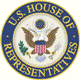 U.S. HOUSE OF
REPRESENTATIVES